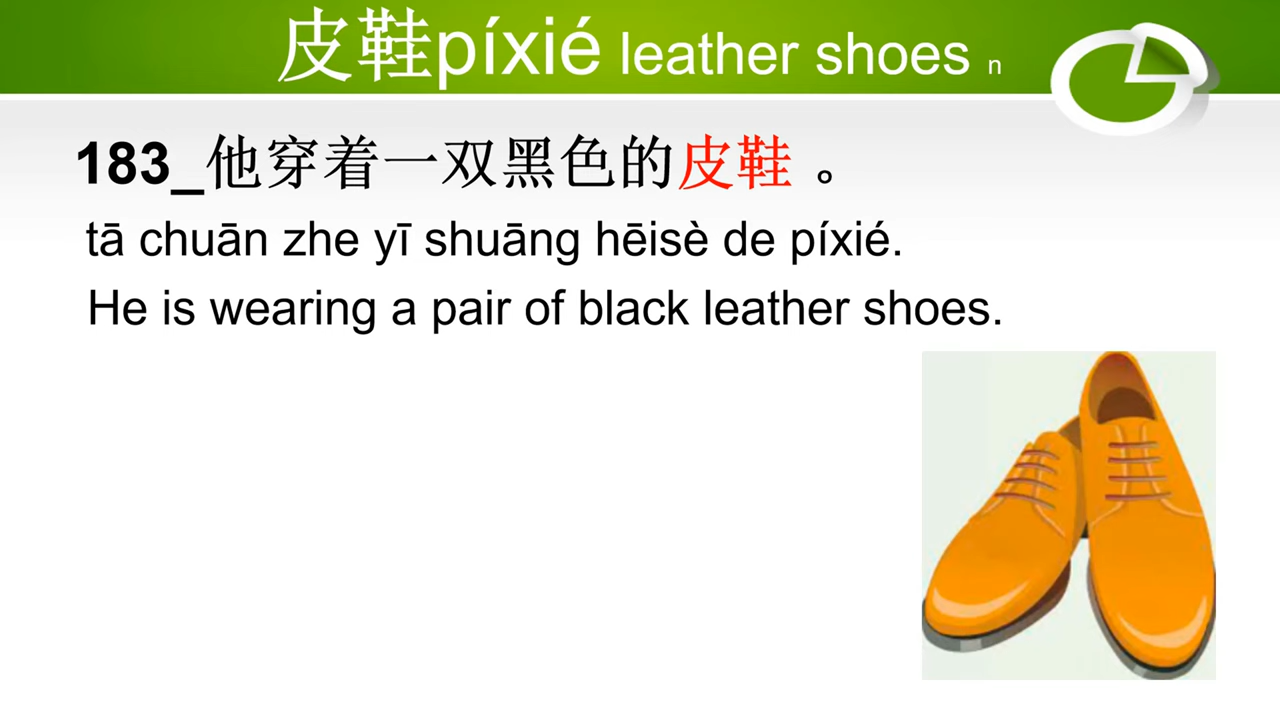 皮鞋píxié leather shoes n
183_他穿着一双黑色的皮鞋 。
tā chuān zhe yī shuāng hēisè de píxié.
He is wearing a pair of black leather shoes.